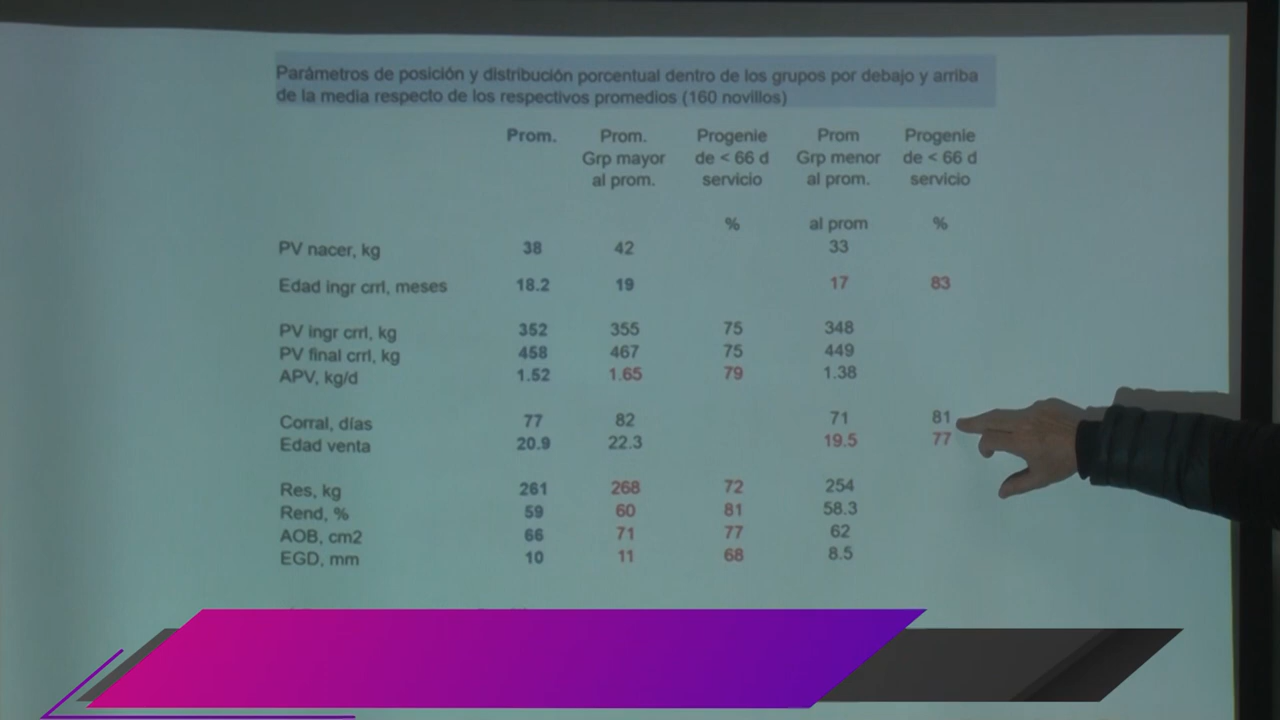 Parámetros de posición y distribución porcentual dentro de los grupos por debajo y arriba
de la media respecto de los respectivos promedios (160 novillos)
Prom. Prom. Progenie Prom Progenie
Grp mayor de < 66 d Grp menor de < 66 d
al prom. servicio al prom. servicio
% al prom %
PV nacer, kg 38 42 33
Edad ingr crrl, meses 18.2 19 17 83
PV ingr crrl, kg 352 355 75 348
PV final crrl, kg 458 467 75 449
APV, kg/d 1.52 1.65 79 1.38
Corral, días 77 82 71 81
Edad venta 20.9 22.3 19.5 77
Res, kg 261 268 72 254
Rend, % 59 60 81 58.3
AOB, cm2 66 71 77 62
EGD, mm 10 11 68 8.5